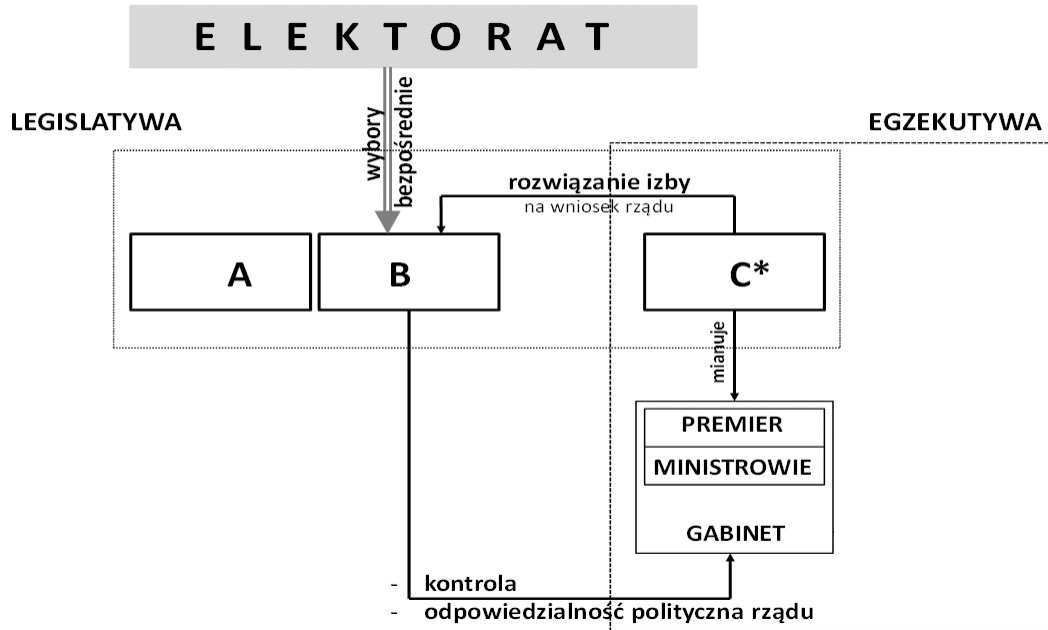 E L E K T O R A T
wybory
bezpośrednie
LEGISLATYWA
EGZEKUTYWA
rozwiązanie izby
na wniosek rządu
A
B
C*
mianuje
PREMIER
MINISTROWIE
GABINET
- kontrola
- odpowiedzialność polityczna rządu